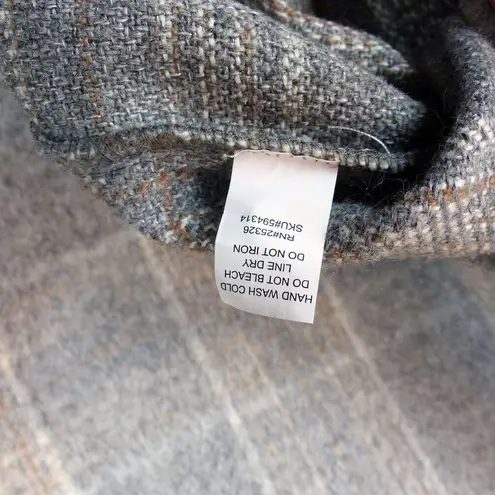 HAND WASH COLD
DO NOT BLEACH
LINE DRY
DO NOT IRON
RN#25326
SKU#594314